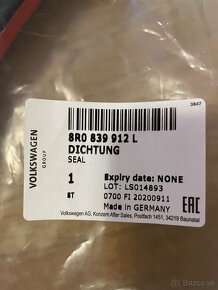 3847
VOLKSWAGEN
GROUP
8R0 839 912 L
DICHTUNG
SEAL
1
ST
Expiry date: NONE
LOT: LS014893
0700 FI 20200911
Made in GERMANY
EAC
Volkswagen AG, Konzern After Sales, Postfach 1451, 34219 Baunatal
bazos.sk